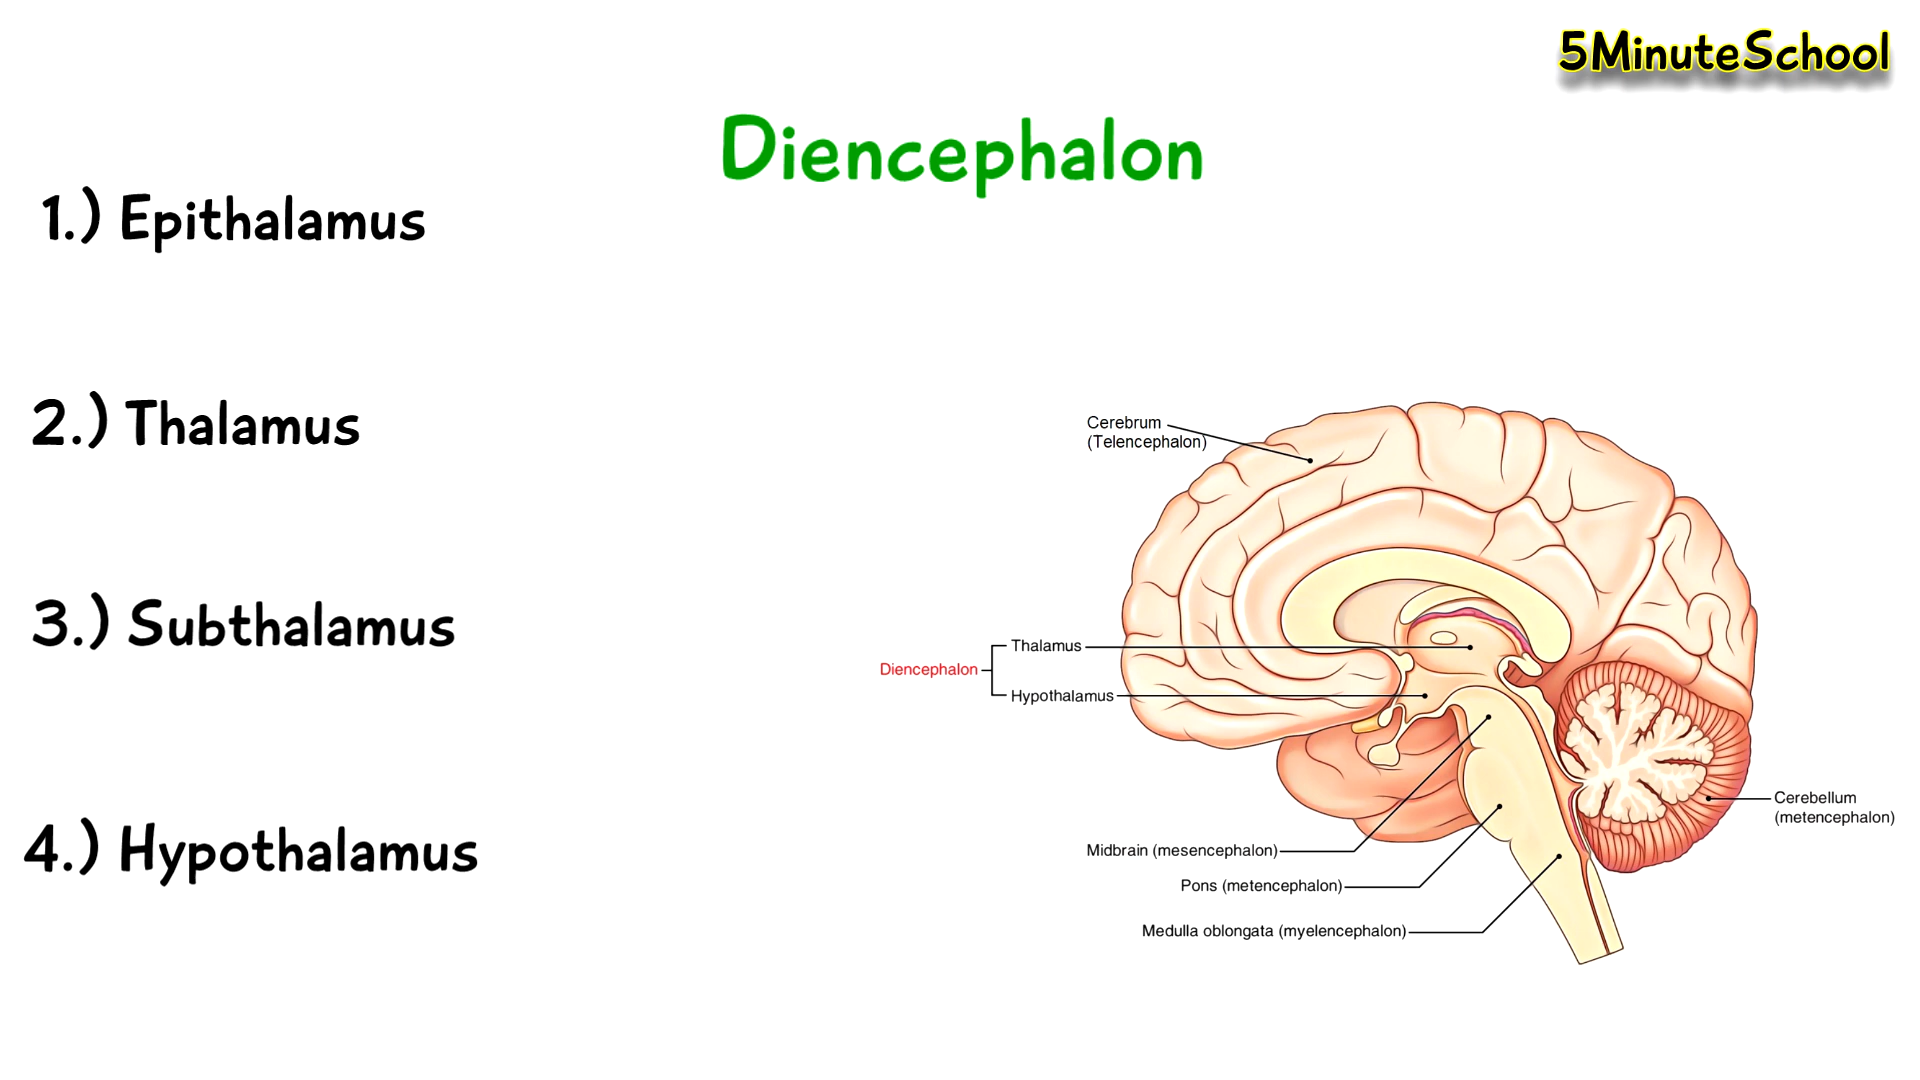 5MinuteSchool
Diencephalon
1.) Epithalamus
2.) Thalamus
3.) Subthalamus
4.) Hypothalamus
Cerebrum
(Telencephalon)
Thalamus
Diencephalon
Hypothalamus
Cerebellum
(metencephalon)
Midbrain (mesencephalon)
Pons (metencephalon)
Medulla oblongata (myelencephalon)